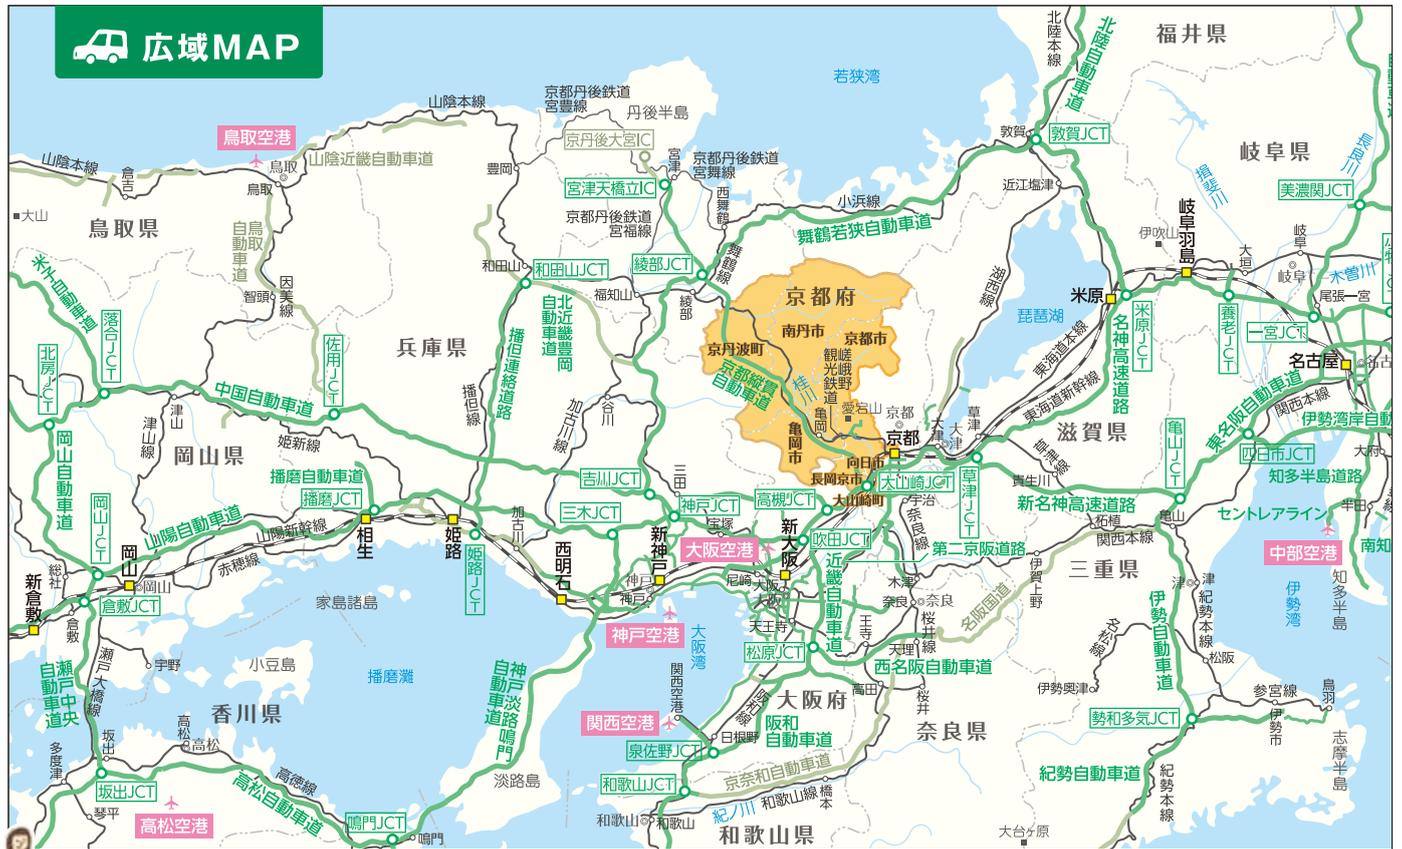 広域MAP
北陸本線
北陸自動車道
福井県
若狭湾
京都丹後鉄道
宮豊線
丹後半島
山陰本線
鳥取空港
京丹後大宮IC
敦賀
敦賀JCT
岐阜県
長良川
揖斐川
山陰本線
倉吉
鳥取
鳥取
山陰近畿自動車道
豊岡
宮津
京都丹後鉄道
宮舞線
宮津天橋立IC
西舞鶴
小浜線
近江塩津
美濃関JCT
大山
鳥取県
鳥取自動車道
京都丹後鉄道
宮福線
舞鶴若狭自動車道
岐阜羽島
伊吹山
大垣
岐阜
岐阜
木曽川
米子自動車道
因美線
智頭
和田山
和田山JCT
綾部JCT
舞鶴線
湖西線
米原
尾張一宮
福知山
綾部
京都府
南丹市
京都市
京丹波町
琵琶湖
米原JCT
養老JCT
一宮JCT
落合JCT
北房JCT
佐用JCT
兵庫県
北近畿豊岡自動車道
播但連絡道路
京都縦貫自動車道
桂川
嵯峨野観光鉄道
東海道本線
名神高速道路
名古屋
東海道新幹線
東名阪自動車道
関西本線
中国自動車道
津山
津山線
姫新線
播但線
加古川線
谷川
愛宕山
亀岡
亀岡市
京都
京都
大津
大津
草津
草津線
滋賀県
亀山JCT
伊勢湾岸自動
岡山自動車道
岡山県
播磨自動車道
播磨JCT
吉川JCT
三田
向日市
長岡京市
大山崎町
大山崎JCT
草津JCT
貴生川
四日市JCT
大府
知多半島道路
岡山JCT
山陽自動車道
山陽新幹線
赤穂線
相生
姫路
姫路JCT
加古川
三木JCT
神戸JCT
宝塚
高槻JCT
宇治
奈良線
新名神高速道路
柘植
亀山
関西本線
半田
セントレアライン
中部空港
南知
新倉敷
総社
岡山
岡山
倉敷JCT
倉敷
西明石
新神戸
神戸
神戸
大阪空港
尼崎
新大阪
大阪
大阪
吹田JCT
近畿自動車道
第二京阪道路
木津
奈良
奈良
伊賀上野
三重県
津
津
紀勢本線
伊勢湾
知多半島
家島諸島
小豆島
播磨灘
神戸空港
大阪湾
天王寺
松原JCT
王寺
天理
桜井線
名阪国道
西名阪自動車道
名松線
伊勢自動車道
松阪
瀬戸中央自動車道
瀬戸大橋線
宇野
香川県
高松
高松
神戸淡路鳴門自動車道
関西空港
関西空港
阪和線
大阪府
阪和自動車道
高田
桜井
奈良県
伊勢奥津
勢和多気JCT
参宮線
伊勢市
鳥羽
志摩半島
多度津
坂出
坂出JCT
琴平
高松空港
高徳線
高松自動車道
鳴門JCT
鳴門
淡路島
日根野
泉佐野JCT
和歌山JCT
京奈和自動車道
和歌山線
橋本
紀ノ川
和歌山
和歌山
和歌山県
大台ヶ原
紀勢自動車道
紀勢本線